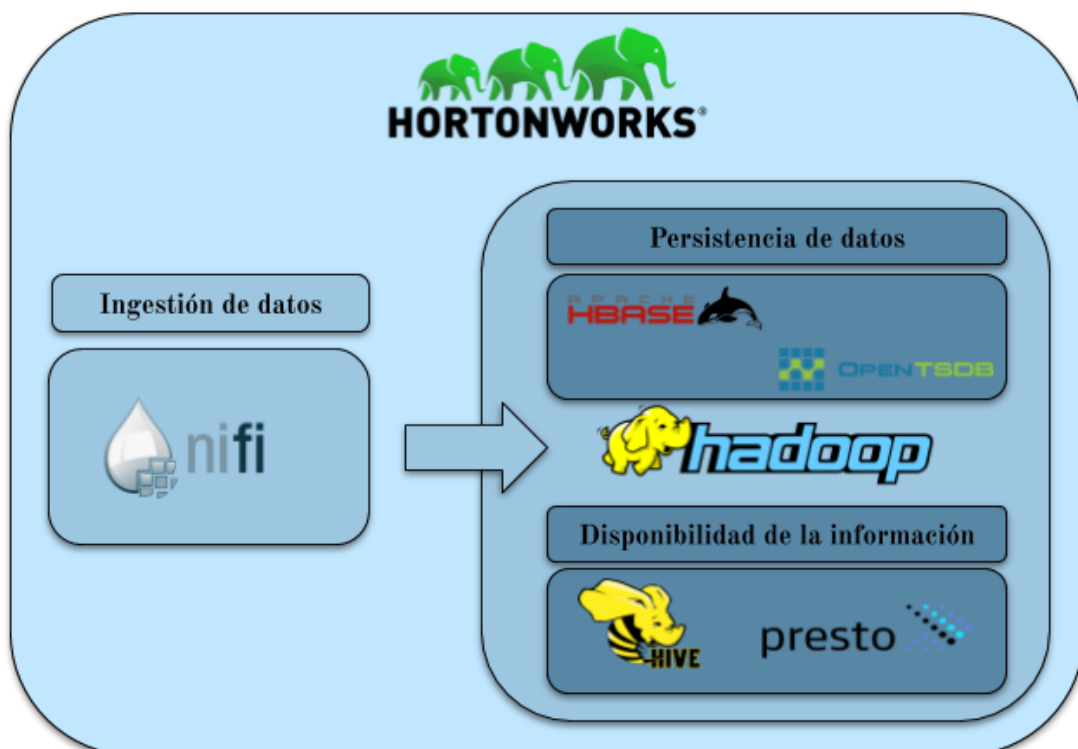 HORTONWORKS®
Ingestión de datos
nifi
Persistencia de datos
APACHE
HBASE
OPENTSDB
hadoop
Disponibilidad de la información
HIVE
presto